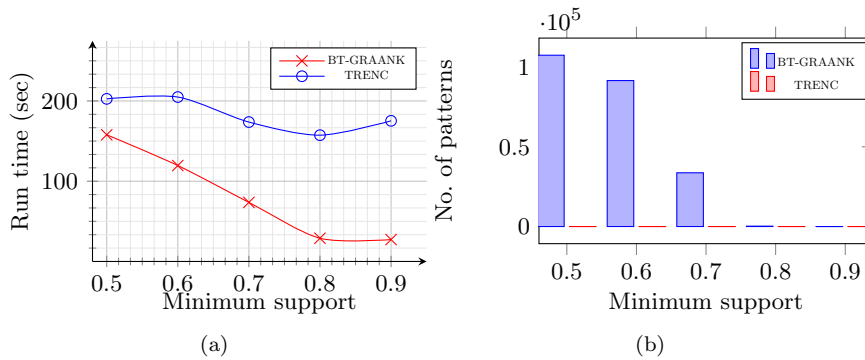 Run time (sec)
200
100
0.5 0.6 0.7 0.8 0.9
Minimum support
BT-GRAANK
TRENC
(a)
·10^5
No. of patterns
1
0.5
0
0.5 0.6 0.7 0.8 0.9
Minimum support
BT-GRAANK
TRENC
(b)